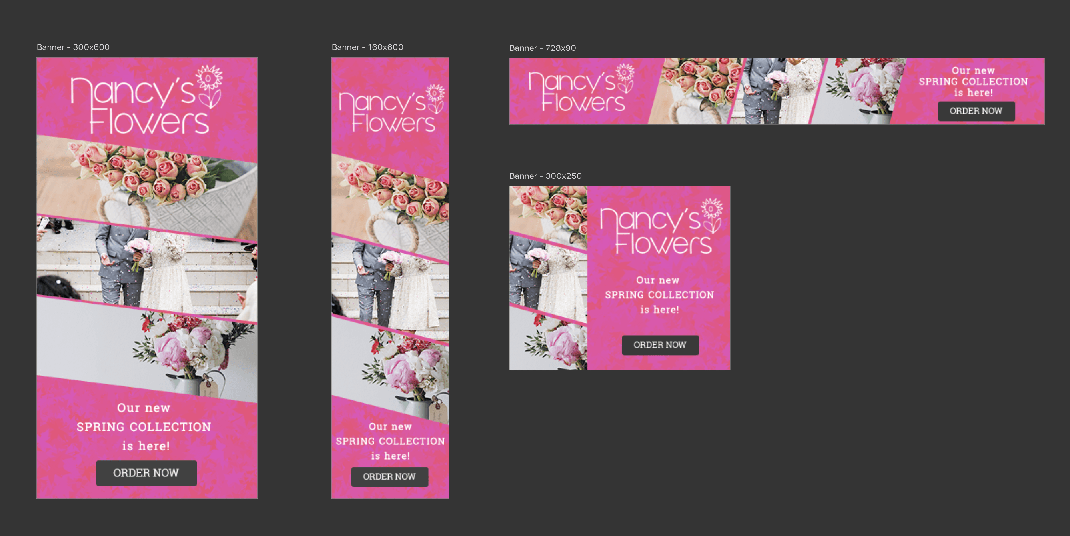 Banner - 300x600
Nancy's
Flowers
Our new
SPRING COLLECTION
is here!
ORDER NOW
Banner - 160x600
Nancy's
Flowers
Our new
SPRING COLLECTION
is here!
ORDER NOW
Banner - 728x90
Nancy's
Flowers
Our new
SPRING COLLECTION
is here!
ORDER NOW
Banner - 300x250
Nancy's
Flowers
Our new
SPRING COLLECTION
is here!
ORDER NOW